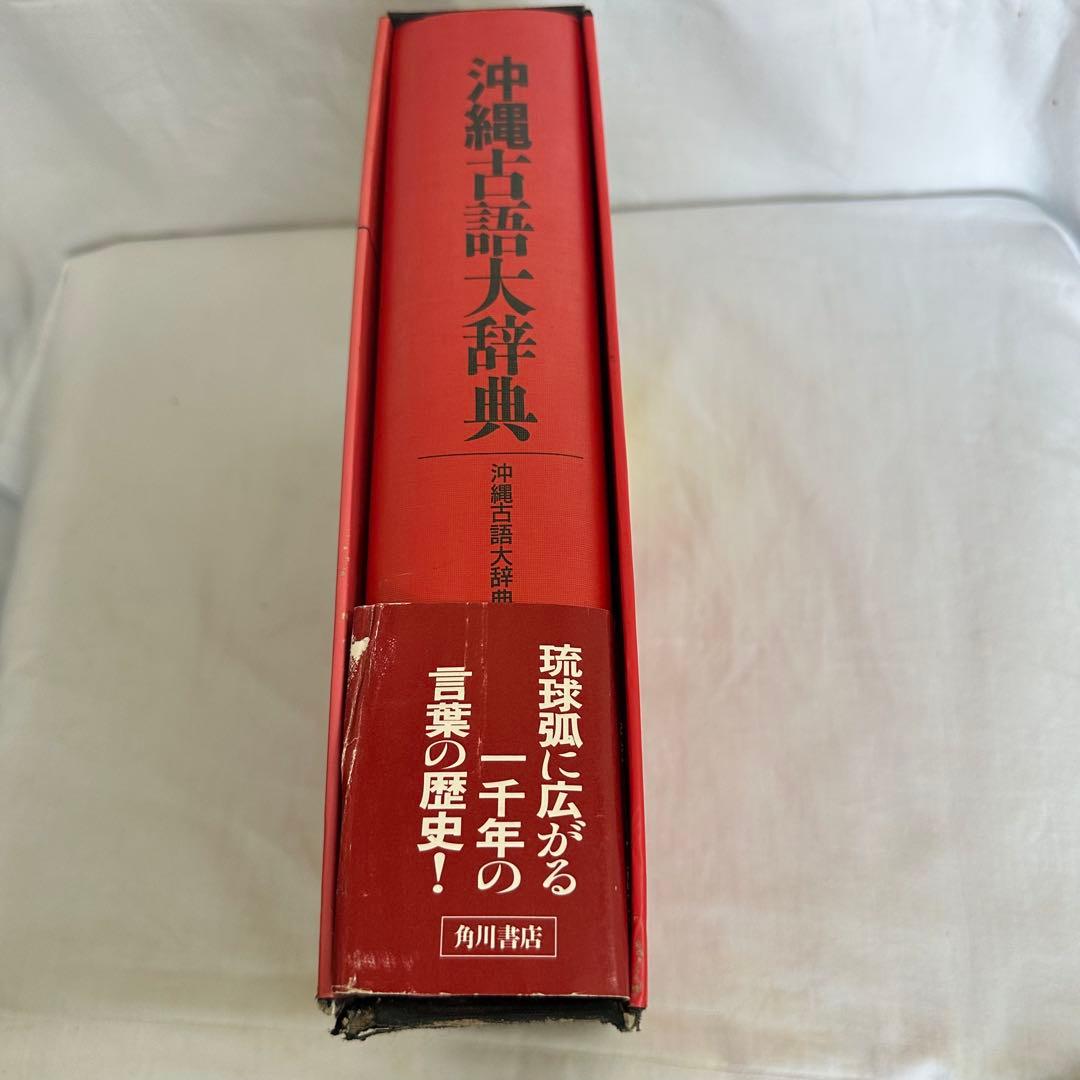 沖縄古語大辞典
沖縄古語大辞典
琉球弧に広がる
一千年の
言葉の歴史!
角川書店